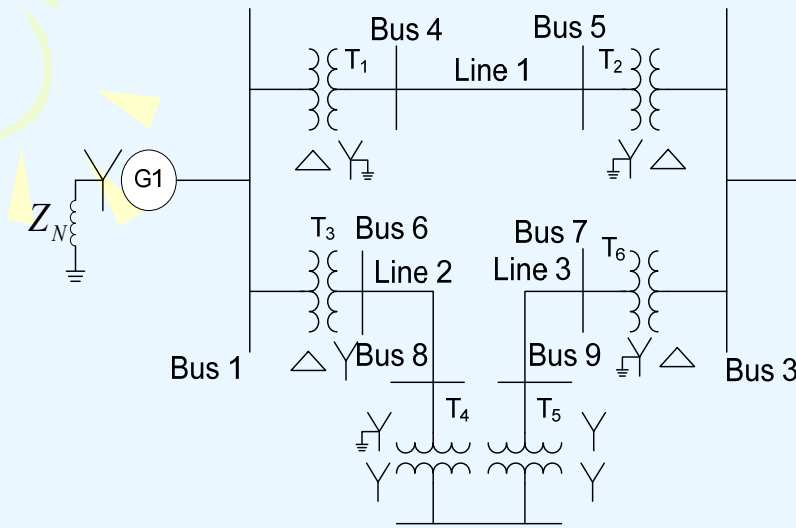 Bus 4
Bus 5
T1
Line 1
T2
G1
ZN
T3
Bus 6
Bus 7
T6
Line 2
Line 3
Bus 1
Bus 8
Bus 9
Bus 3
T4
T5